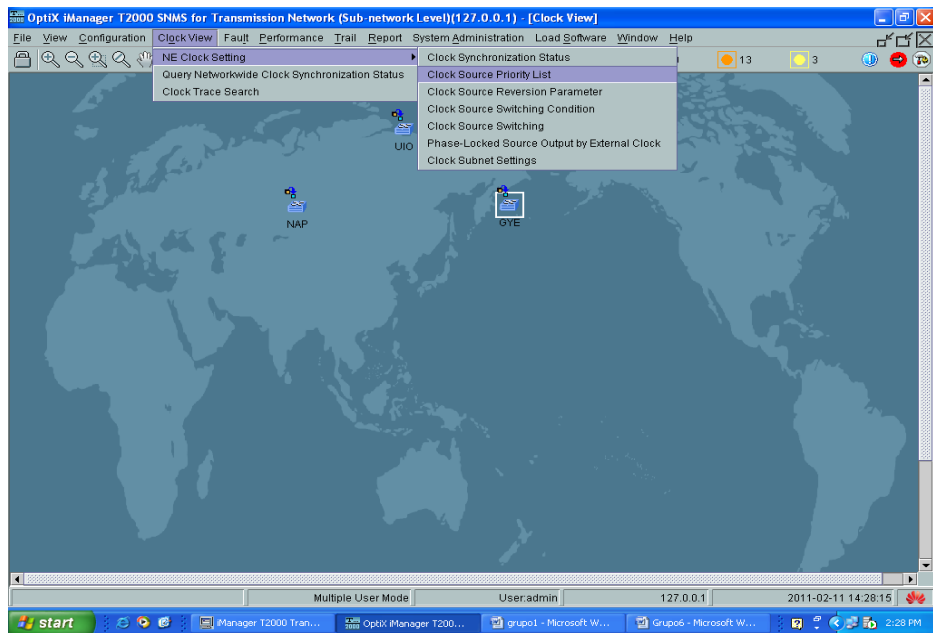 OptiX iManager T2000 SNMS for Transmission Network (Sub-network Level)(127.0.0.1) - [Clock View]
File View Configuration Clock View Fault Performance Trail Report System Administration Load Software Window Help
13 3
NE Clock Setting
Query Networkwide Clock Synchronization Status
Clock Trace Search
Clock Synchronization Status
Clock Source Priority List
Clock Source Reversion Parameter
Clock Source Switching Condition
Clock Source Switching
Phase-Locked Source Output by External Clock
Clock Subnet Settings
UIO
NAP
GYE
Multiple User Mode User:admin 127.0.0.1 2011-02-11 14:28:15
start iManager T2000 Tran... OptiX iManager T200... grupo1 - Microsoft W... Grupo6 - Microsoft W... 2:28 PM